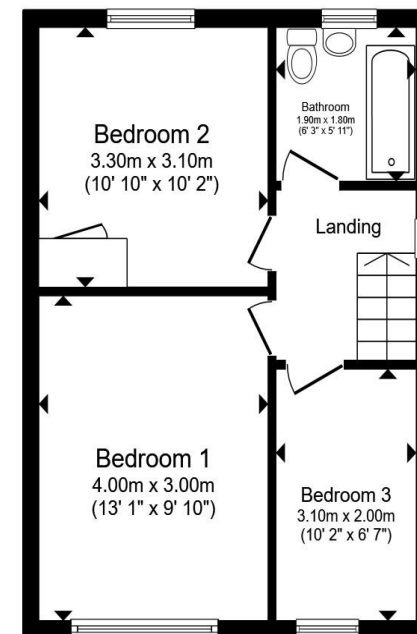 Bedroom 2
3.30m x 3.10m
(10' 10" x 10' 2")
Bathroom
1.90m x 1.80m
(6' 3" x 5' 11")
Landing
Bedroom 1
4.00m x 3.00m
(13' 1" x 9' 10")
Bedroom 3
3.10m x 2.00m
(10' 2" x 6' 7")